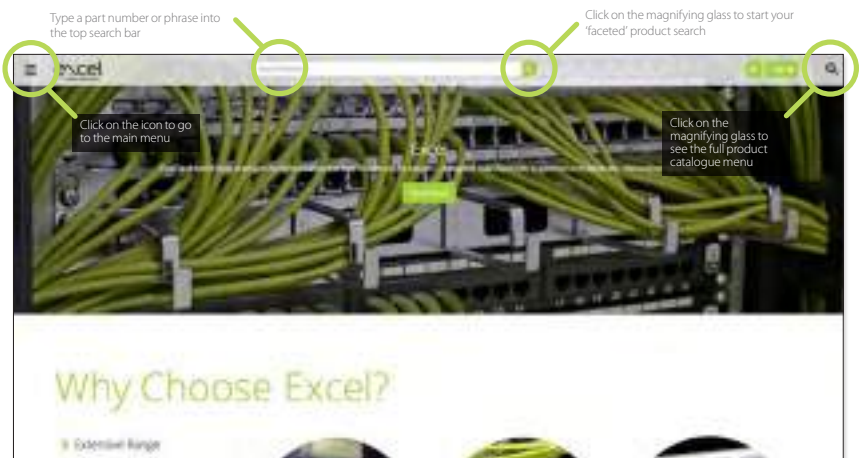 Type a part number or phrase into
the top search bar
Click on the magnifying glass to start your
'faceted' product search
excel
Click on the icon to go
to the main menu
Click on the
magnifying glass to
see the full product
catalogue menu
Excel
Why Choose Excel?
Extensive Range